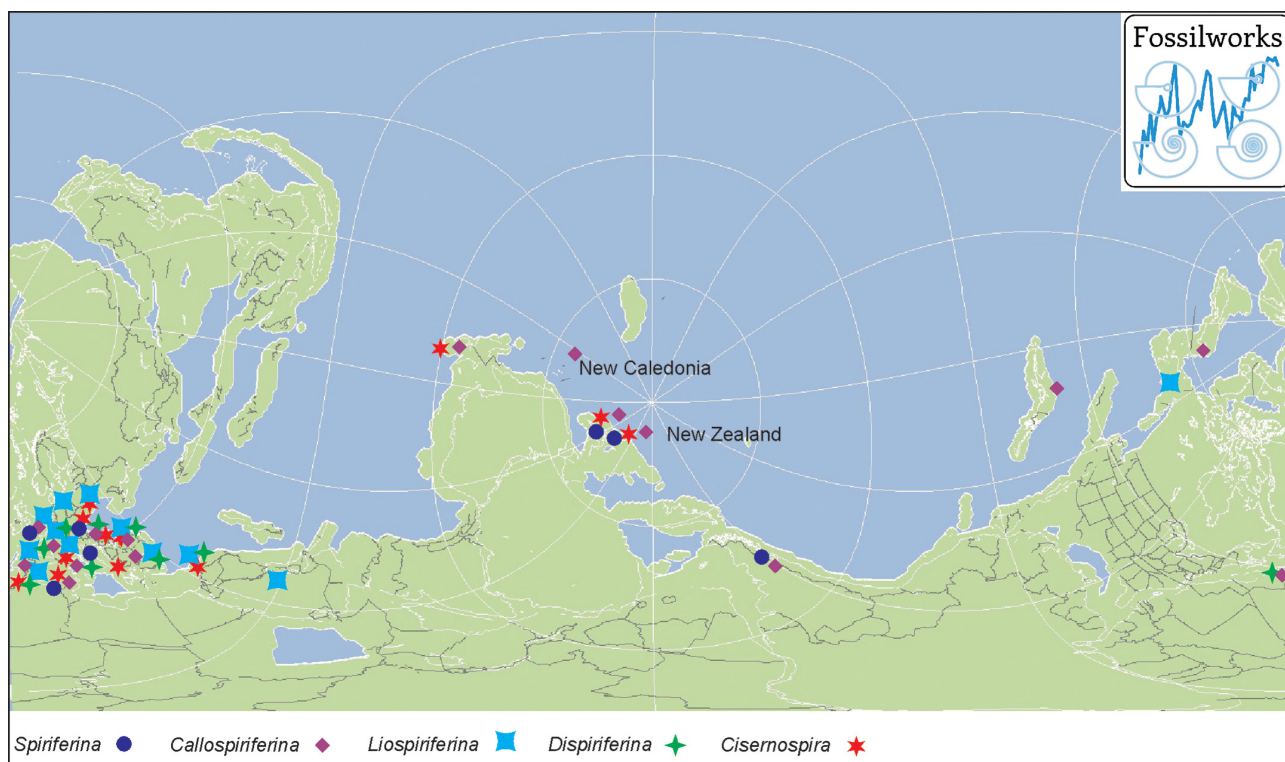 Fossilworks
New Caledonia
New Zealand
Spiriferina Callospiriferina Liospiriferina Dispiriferina Cisernospira